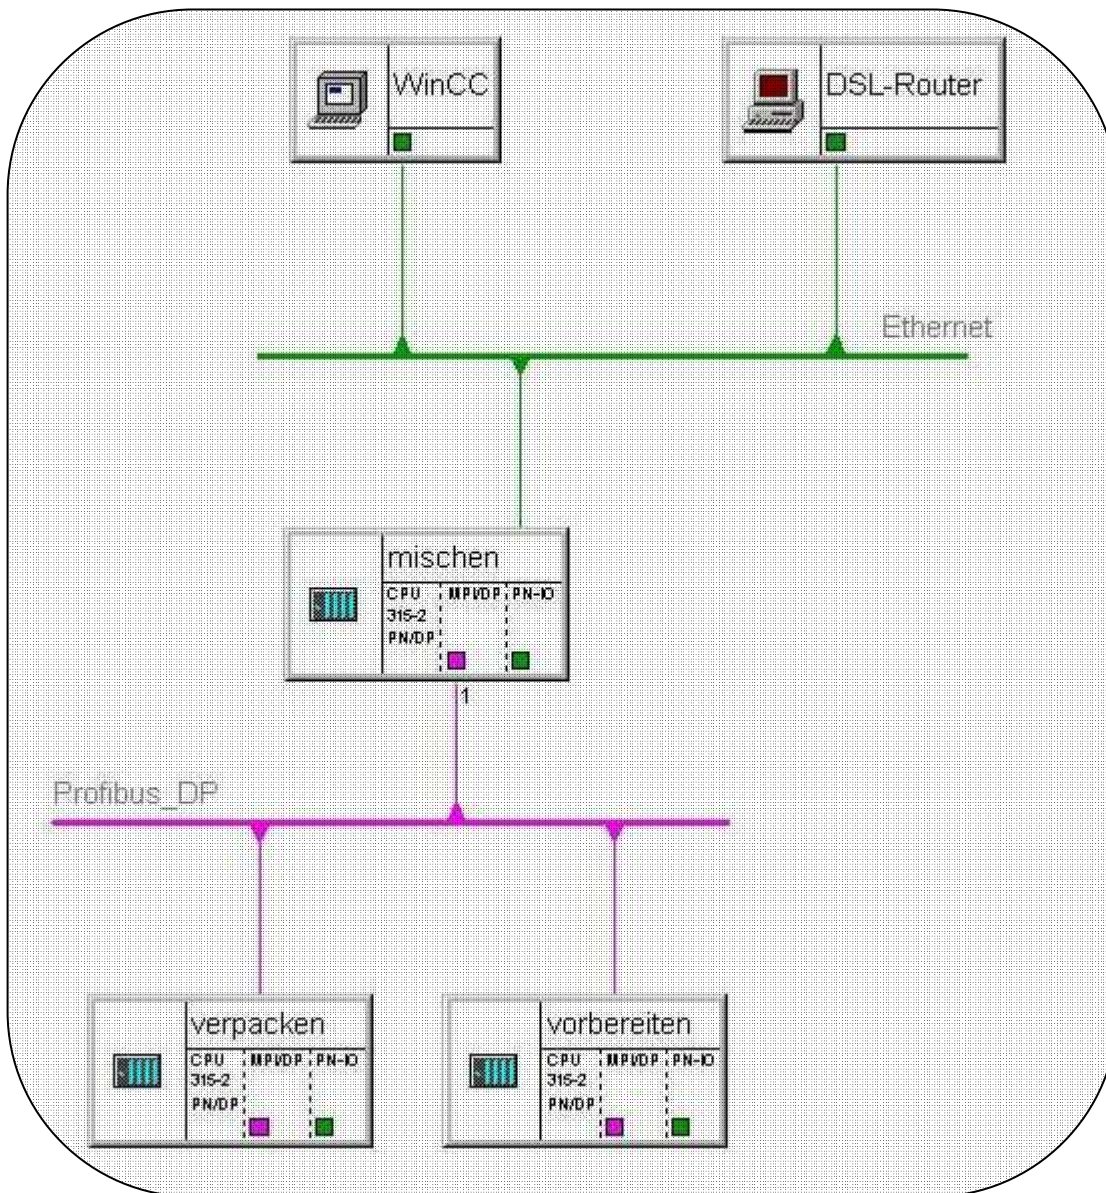 WinCC
DSL-Router
Ethernet
mischen
CPU
315-2
PN/DP
MPI/DP
PN-IO
1
Profibus_DP
verpacken
CPU
315-2
PN/DP
MPI/DP
PN-IO
vorbereiten
CPU
315-2
PN/DP
MPI/DP
PN-IO